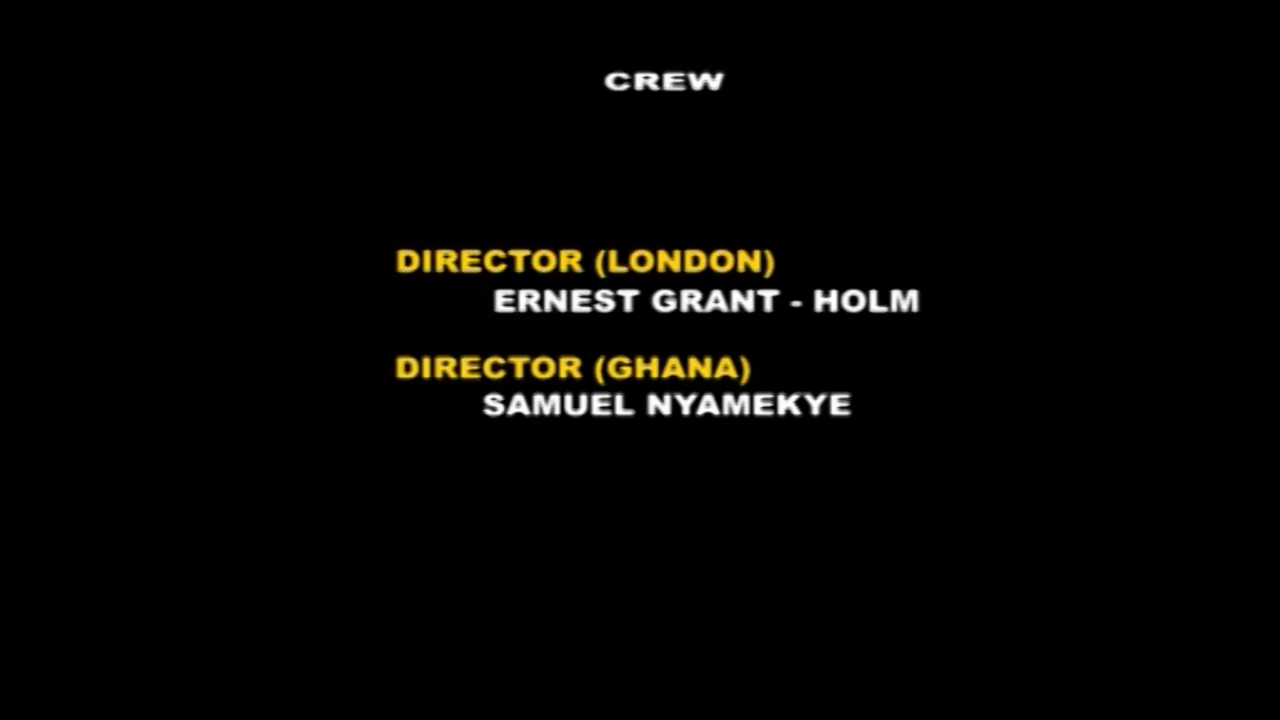 CREW
DIRECTOR (LONDON)
ERNEST GRANT - HOLM
DIRECTOR (GHANA)
SAMUEL NYAMEKYE